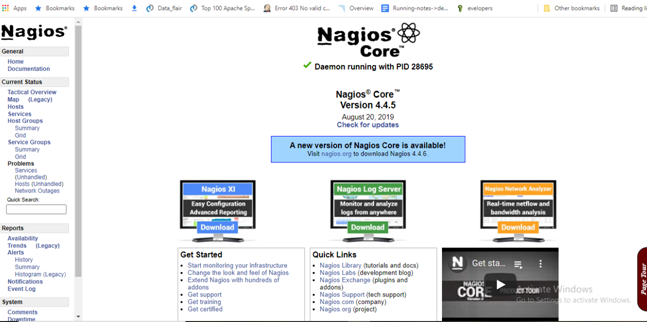 Apps
Bookmarks
Bookmarks
Data_flair
Top 100 Apache Sp...
Error 403 No valid c...
Overview
Running-notes->de...
evelopers
Other bookmarks
Reading li
Nagios®
General
Home
Documentation
Current Status
Tactical Overview
Map (Legacy)
Hosts
Services
Host Groups
Summary
Grid
Service Groups
Summary
Grid
Problems
Services
(Unhandled)
Hosts (Unhandled)
Network Outages
Quick Search:
Reports
Availability
Trends (Legacy)
Alerts
History
Summary
Histogram (Legacy)
Notifications
Event Log
System
Comments
Downtime
Nagios®
Core™
Daemon running with PID 28695
Nagios® Core™
Version 4.4.5
August 20, 2019
Check for updates
A new version of Nagios Core is available!
Visit nagios.org to download Nagios 4.4.6.
Nagios XI
Easy Configuration
Advanced Reporting
Download
Nagios Log Server
Monitor and analyze
logs from anywhere
Download
Nagios Network Analyzer
Real-time netflow and
bandwidth analysis
Download
Get Started
Start monitoring your infrastructure
Change the look and feel of Nagios
Extend Nagios with hundreds of
addons
Get support
Get training
Get certified
Quick Links
Nagios Library (tutorials and docs)
Nagios Labs (development blog)
Nagios Exchange (plugins and
addons)
Nagios Support (tech support)
Nagios.com (company)
Nagios.org (project)
N
Get sta...
Nagios
CORE
Activate Windows
Go to Settings to activate Windows.
Page Tour